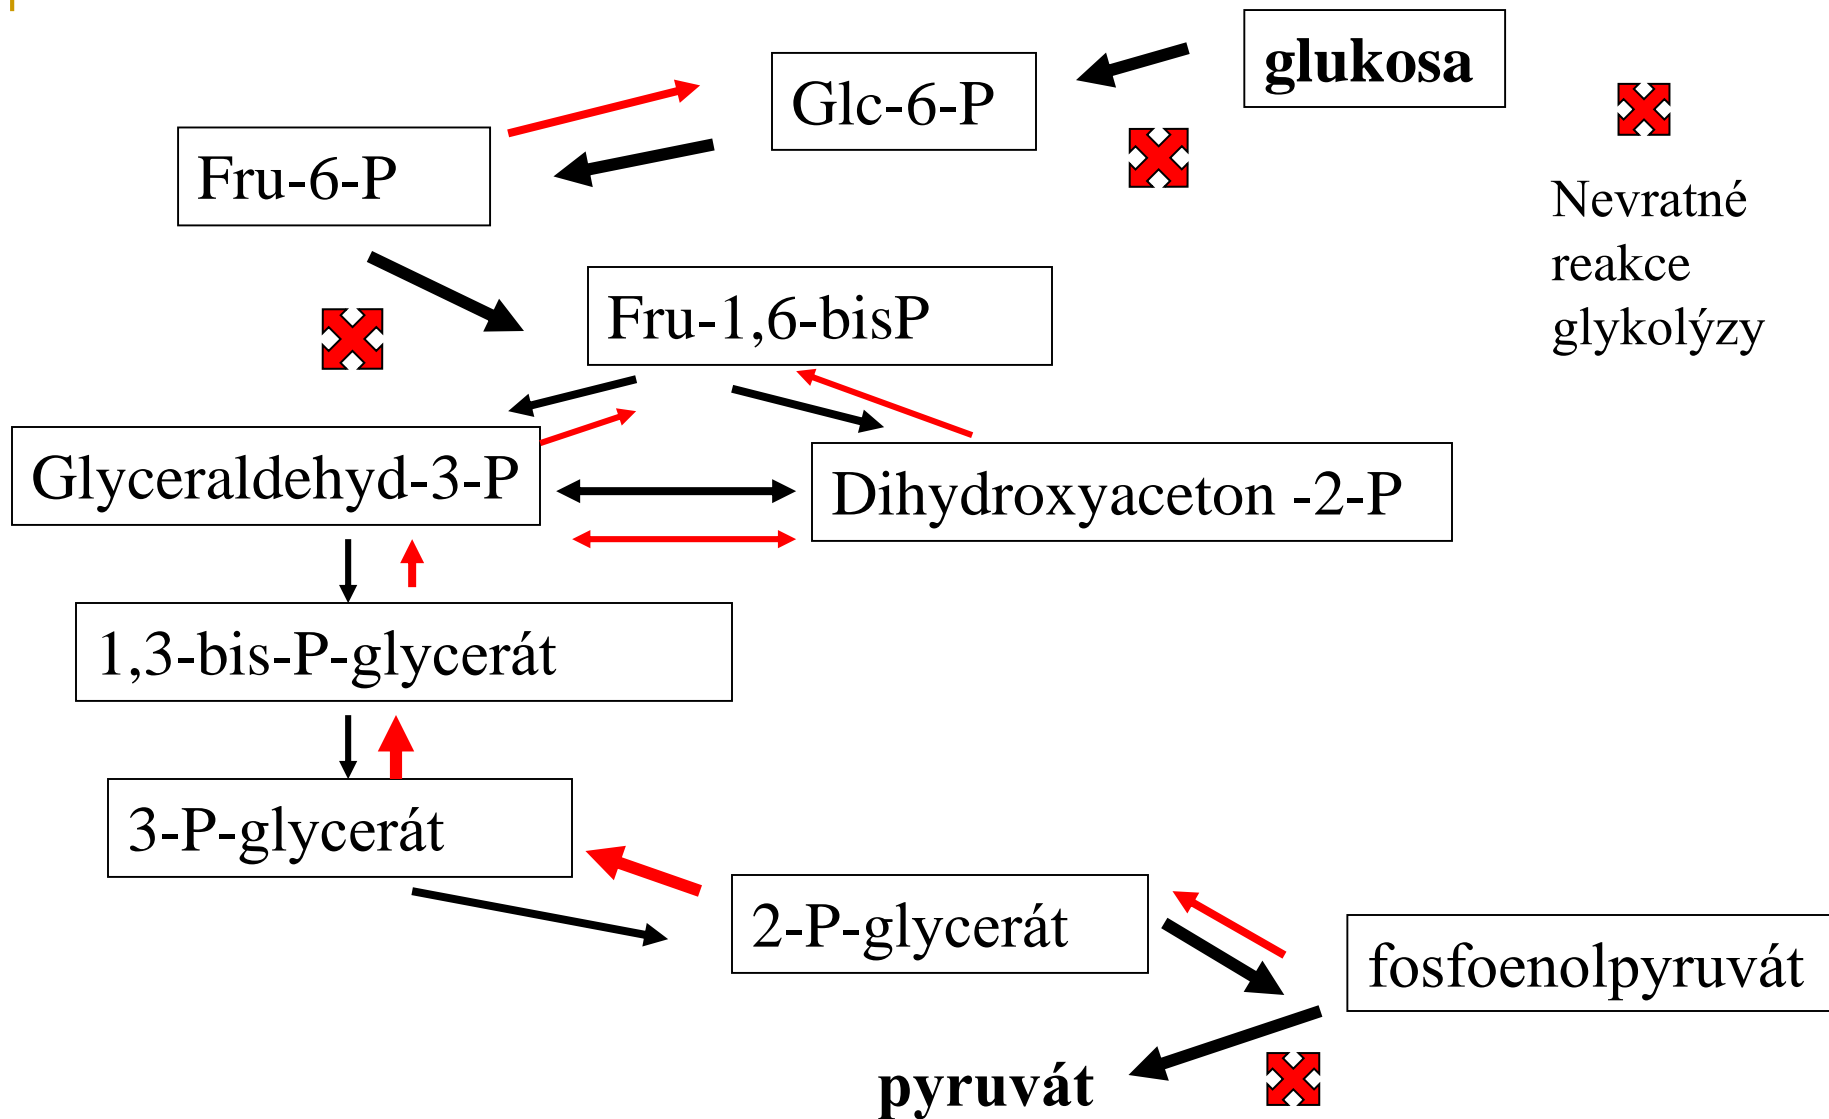 glukosa
Glc-6-P
Fru-6-P
Nevratné
reakce
glykolýzy
Fru-1,6-bisP
Glyceraldehyd-3-P
Dihydroxyaceton -2-P
1,3-bis-P-glycerát
3-P-glycerát
2-P-glycerát
fosfoenolpyruvát
pyruvát